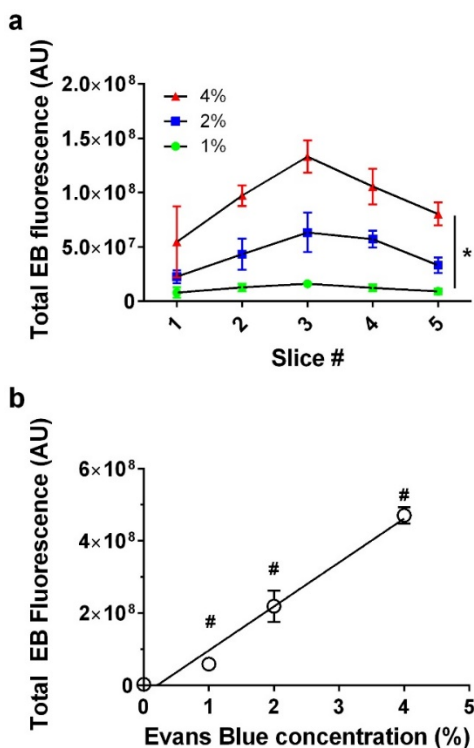 a
Total EB fluorescence (AU)
2.0×10⁸
1.5×10⁸
1.0×10⁸
5.0×10⁷
0
4%
2%
1%
*
1 2 3 4 5
Slice #
b
Total EB Fluorescence (AU)
6×10⁸
4×10⁸
2×10⁸
0
# # #
0 1 2 3 4 5
Evans Blue concentration (%)